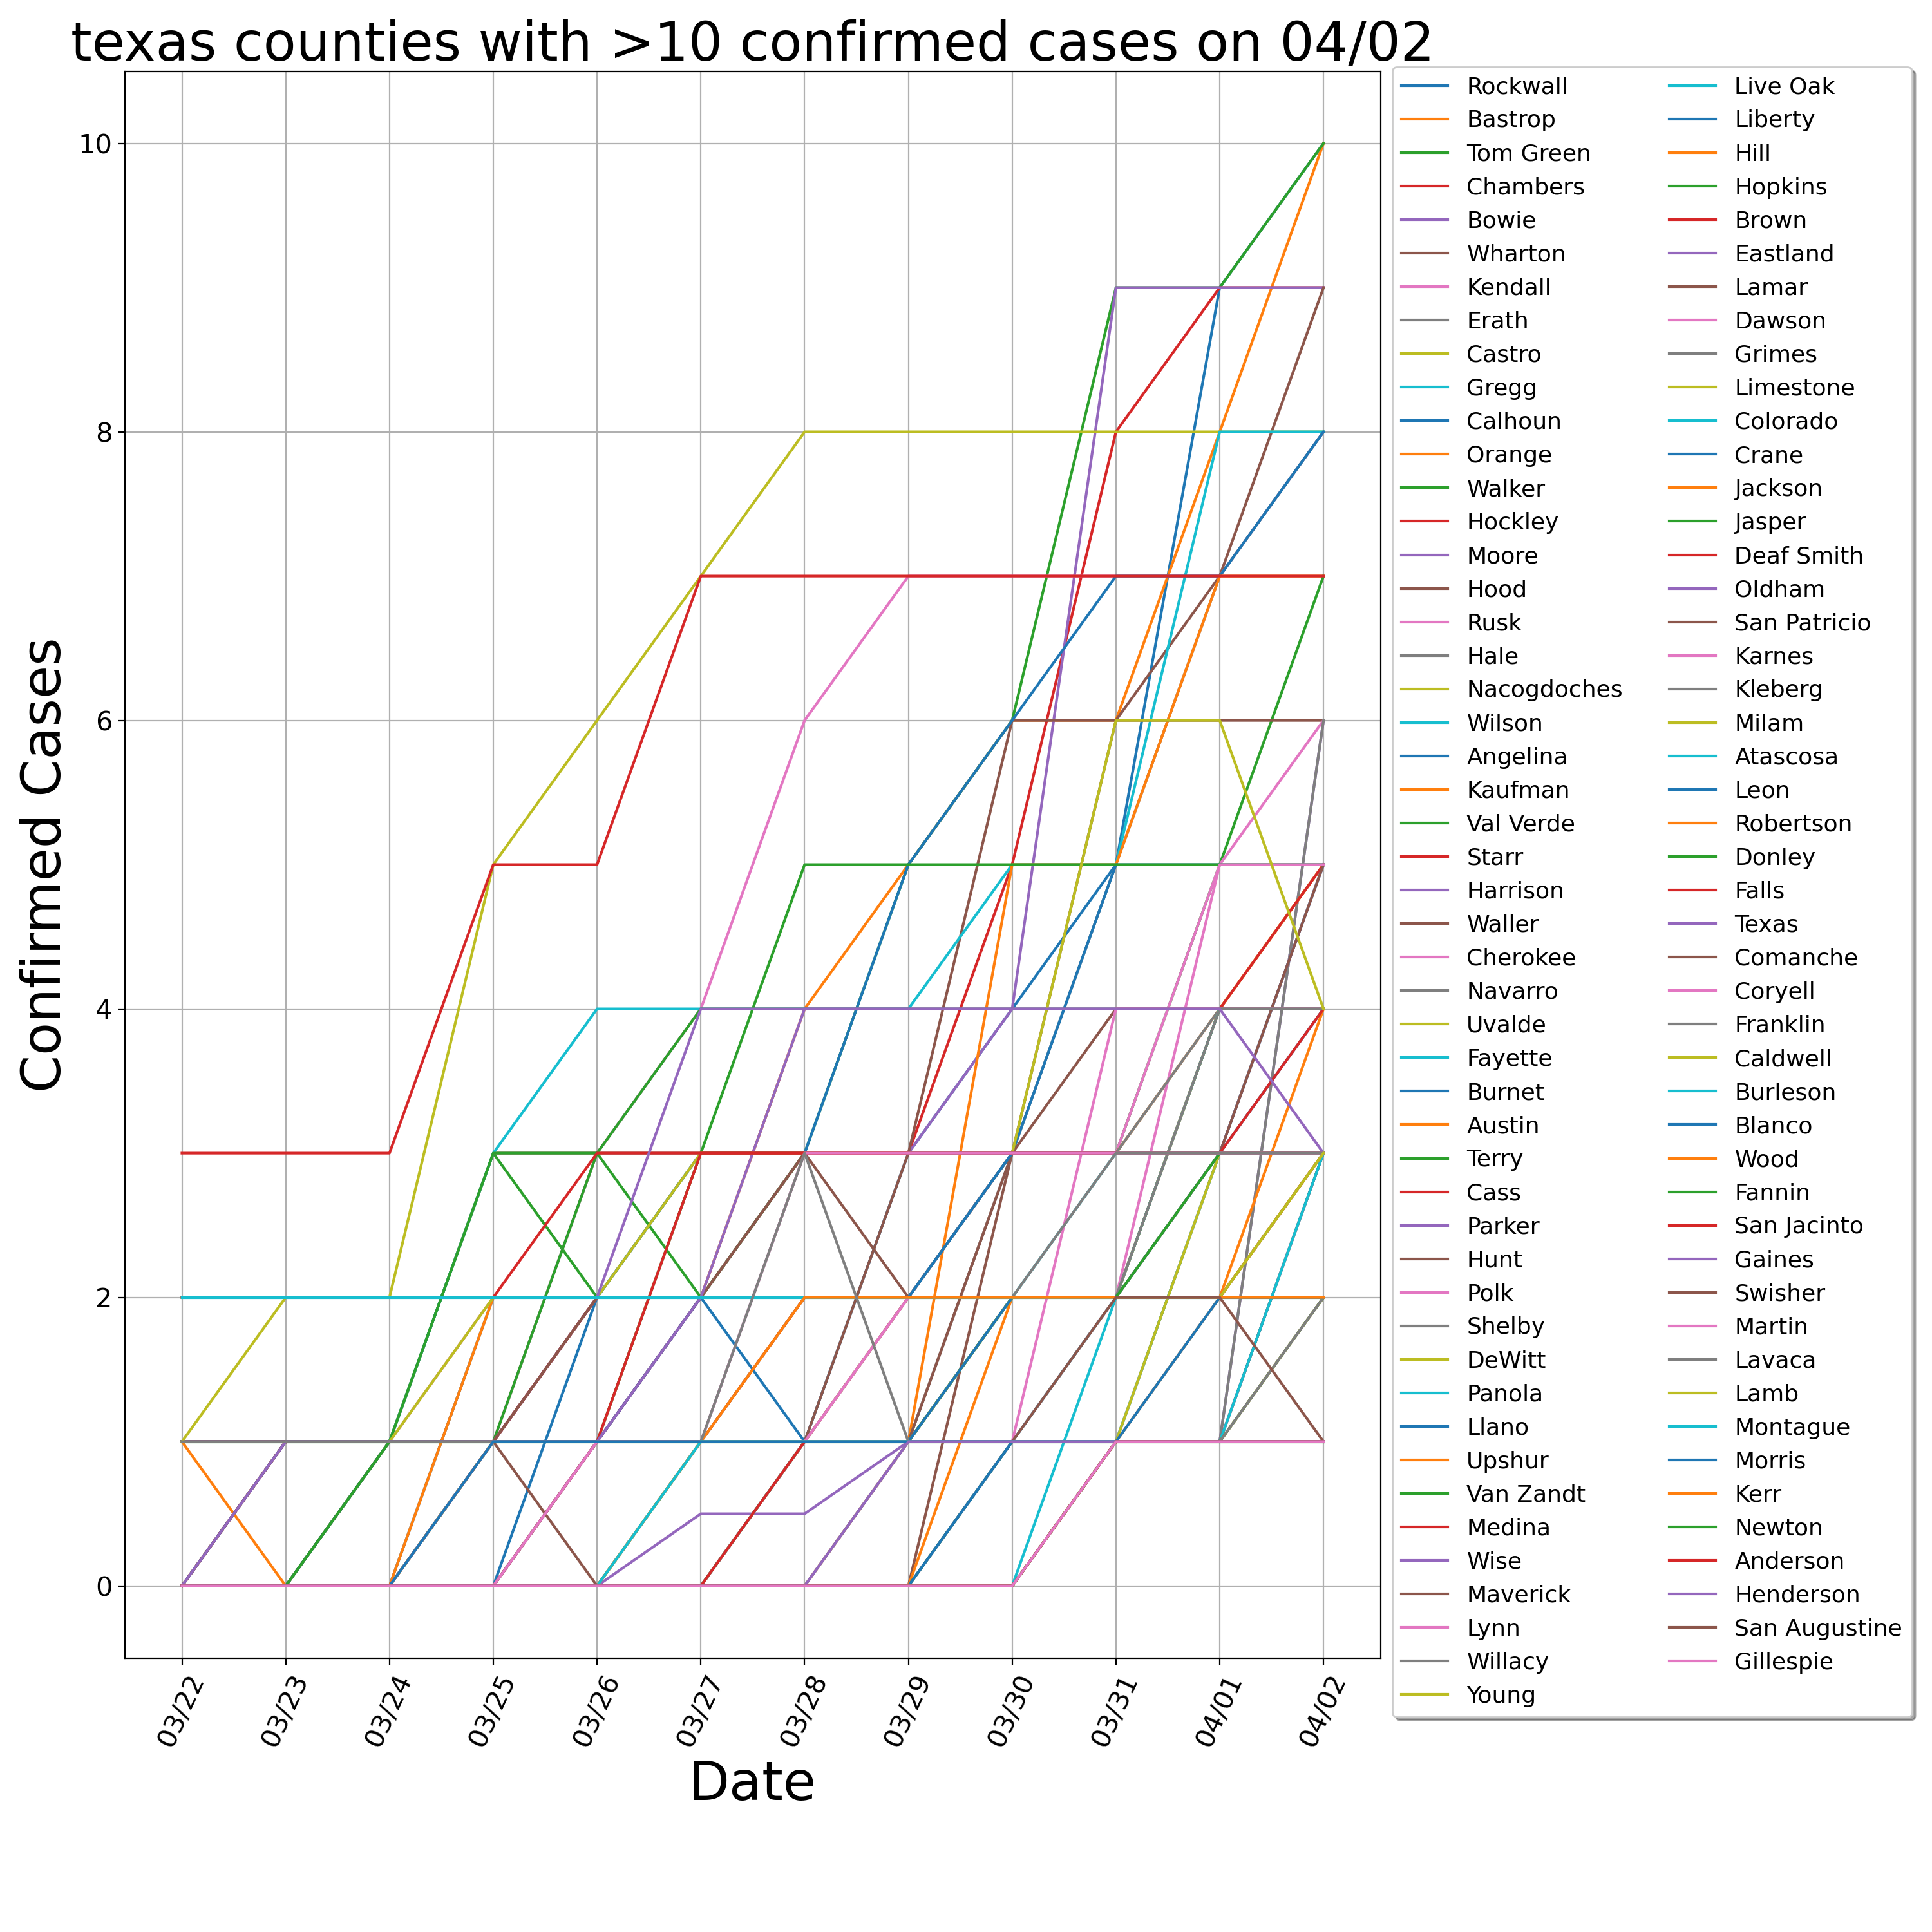 texas counties with >10 confirmed cases on 04/02
Confirmed Cases
10
8
6
4
2
0
03/22
03/23
03/24
03/25
03/26
03/27
03/28
03/29
03/30
03/31
04/01
04/02
Date
Rockwall
Bastrop
Tom Green
Chambers
Bowie
Wharton
Kendall
Erath
Castro
Gregg
Calhoun
Orange
Walker
Hockley
Moore
Hood
Rusk
Hale
Nacogdoches
Wilson
Angelina
Kaufman
Val Verde
Starr
Harrison
Waller
Cherokee
Navarro
Uvalde
Fayette
Burnet
Austin
Terry
Cass
Parker
Hunt
Polk
Shelby
DeWitt
Panola
Llano
Upshur
Van Zandt
Medina
Wise
Maverick
Lynn
Willacy
Young
Live Oak
Liberty
Hill
Hopkins
Brown
Eastland
Lamar
Dawson
Grimes
Limestone
Colorado
Crane
Jackson
Jasper
Deaf Smith
Oldham
San Patricio
Karnes
Kleberg
Milam
Atascosa
Leon
Robertson
Donley
Falls
Texas
Comanche
Coryell
Franklin
Caldwell
Burleson
Blanco
Wood
Fannin
San Jacinto
Gaines
Swisher
Martin
Lavaca
Lamb
Montague
Morris
Kerr
Newton
Anderson
Henderson
San Augustine
Gillespie